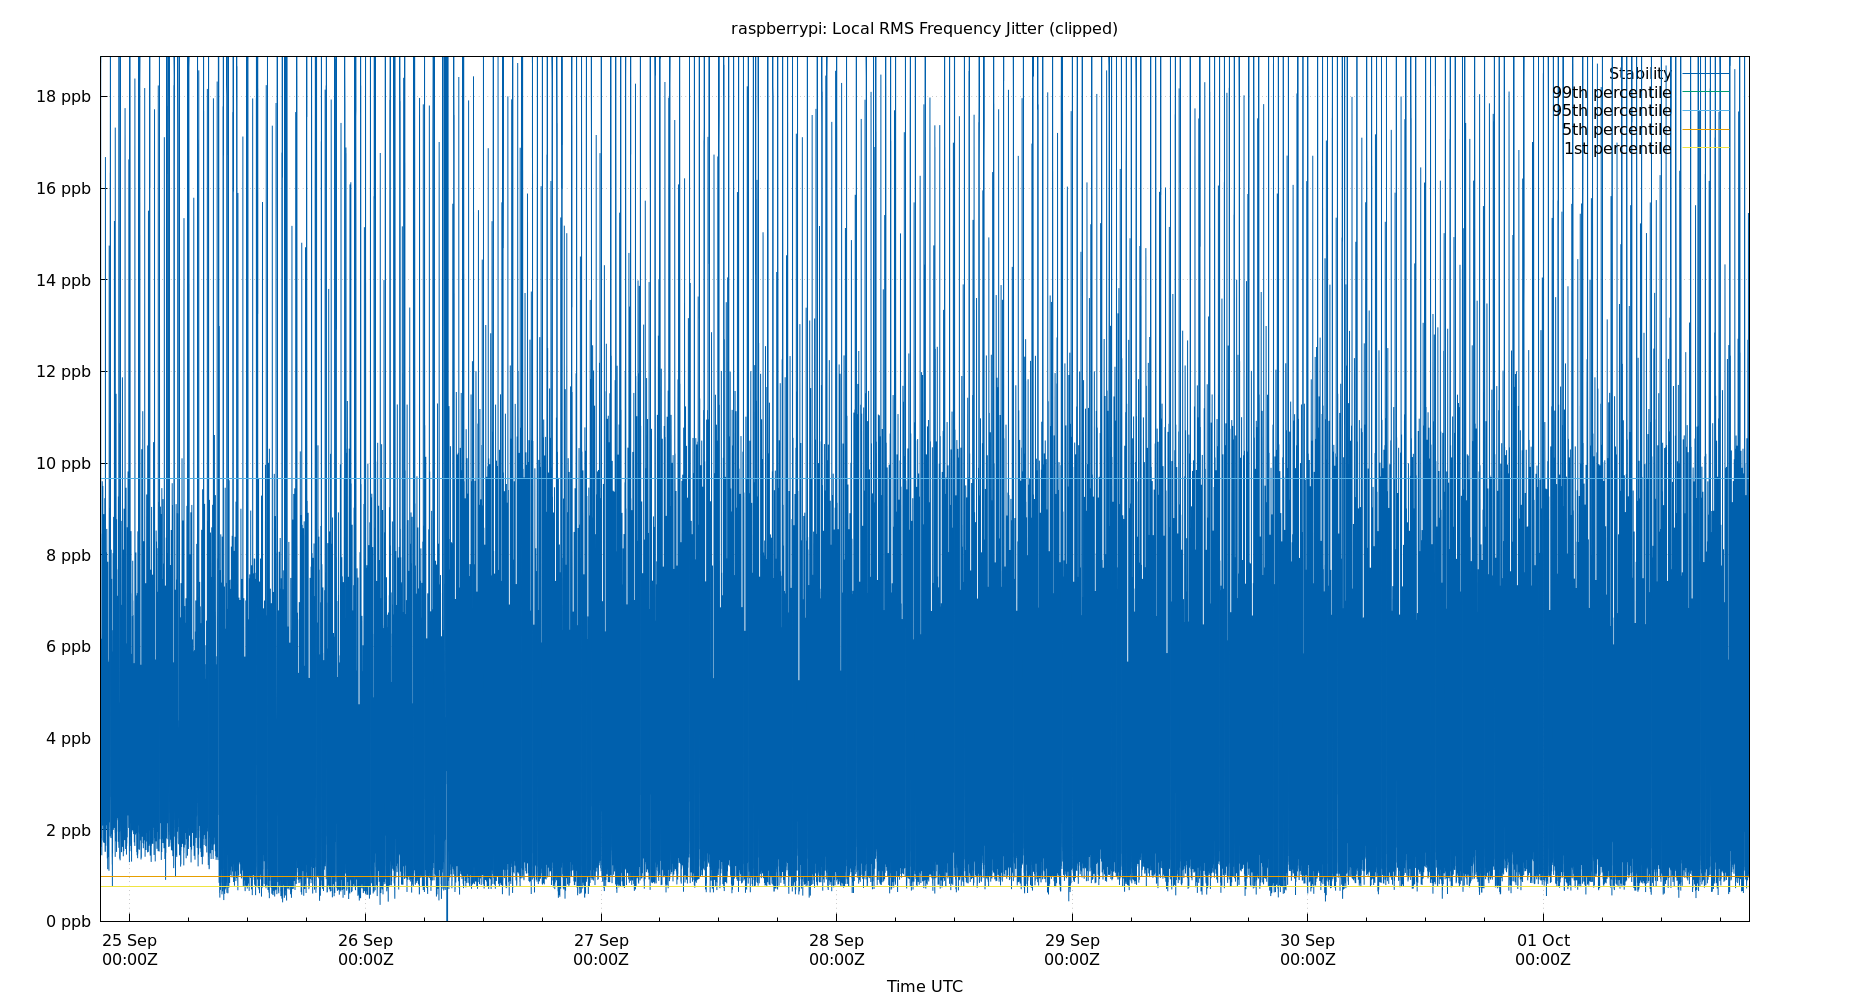 raspberrypi: Local RMS Frequency Jitter (clipped)
Stability
99th percentile
95th percentile
5th percentile
1st percentile
18 ppb
16 ppb
14 ppb
12 ppb
10 ppb
8 ppb
6 ppb
4 ppb
2 ppb
0 ppb
25 Sep 26 Sep 27 Sep 28 Sep 29 Sep 30 Sep 01 Oct
00:00Z 00:00Z 00:00Z 00:00Z 00:00Z 00:00Z 00:00Z
Time UTC